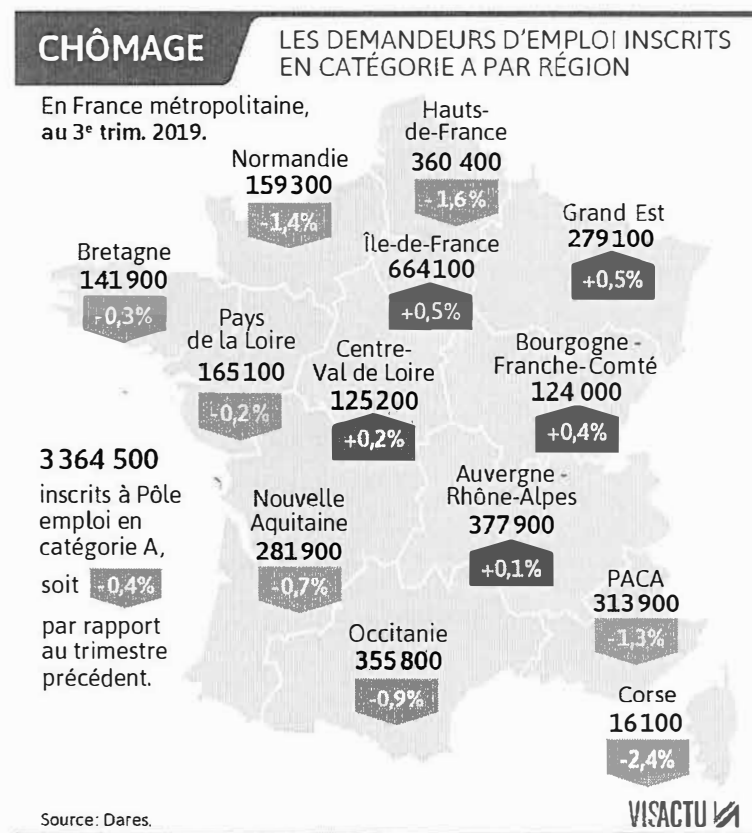 CHÔMAGE
LES DEMANDEURS D'EMPLOI INSCRITS
EN CATÉGORIE A PAR RÉGION
En France métropolitaine,
au 3e trim. 2019.
Hauts-
de-France
360 400
-1,6%
Normandie
159300
-1,4%
Grand Est
279100
+0,5%
Île-de-France
664100
+0,5%
Bretagne
141900
-0,3%
Pays
de la Loire
165100
-0,2%
Centre-
Val de Loire
125200
+0,2%
Bourgogne -
Franche-Comté
124 000
+0,4%
3364 500
inscrits à Pôle
emploi en
catégorie A,
soit -0,4%
par rapport
au trimestre
précédent.
Nouvelle
Aquitaine
281900
-0,7%
Auvergne -
Rhône-Alpes
377900
+0,1%
PACA
313900
-1,3%
Occitanie
355800
-0,9%
Corse
16100
-2,4%
Source: Dares.
VISACTU